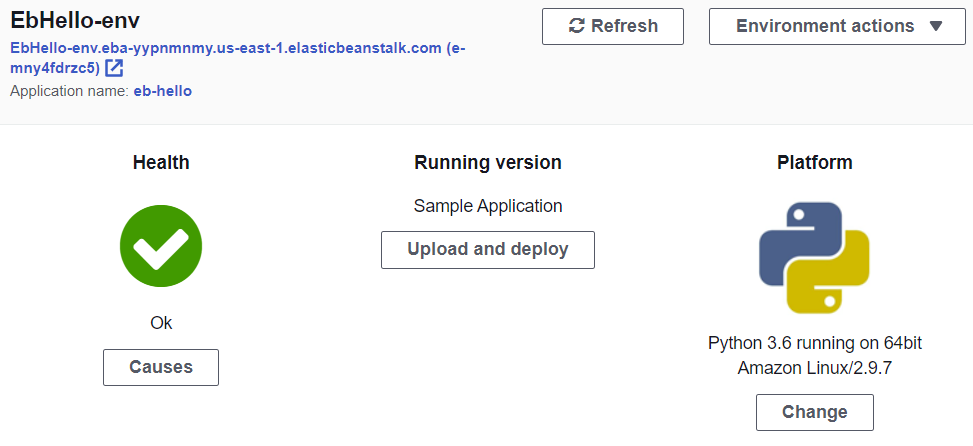 EbHello-env
Refresh
Environment actions
EbHello-env.eba-yypnmnmy.us-east-1.elasticbeanstalk.com (e-
mny4fdrzc5)
Application name: eb-hello
Health
Running version
Platform
Sample Application
Upload and deploy
Ok
Causes
Python 3.6 running on 64bit
Amazon Linux/2.9.7
Change